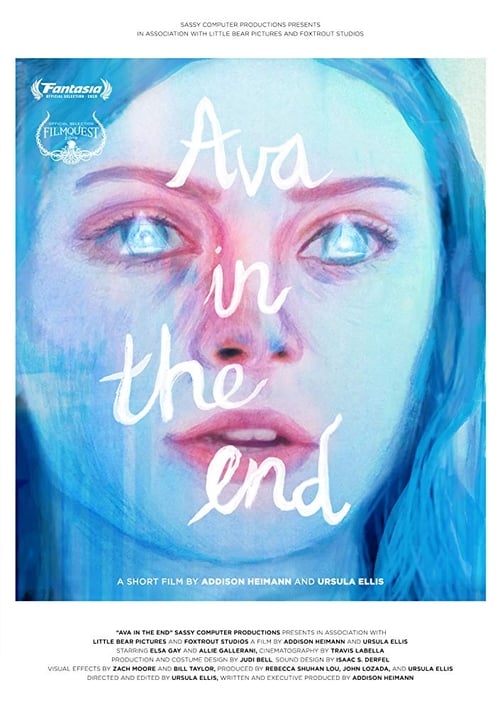 SASSY COMPUTER PRODUCTIONS PRESENTS
IN ASSOCIATION WITH LITTLE BEAR PICTURES AND FOXTROUT STUDIOS
Fantasia
OFFICIAL SELECTION - 2019
OFFICIAL SELECTION
FILMQUEST
Ava
in
the
end
A SHORT FILM BY ADDISON HEIMANN AND URSULA ELLIS
"AVA IN THE END" SASSY COMPUTER PRODUCTIONS PRESENTS IN ASSOCIATION WITH
LITTLE BEAR PICTURES AND FOXTROUT STUDIOS A FILM BY ADDISON HEIMANN AND URSULA ELLIS
STARRING ELSA GAY AND ALLIE GALLERANI, CINEMATOGRAPHY BY TRAVIS LABELLA
PRODUCTION AND COSTUME DESIGN BY JUDI BELL. SOUND DESIGN BY ISAAC S. DERFEL
VISUAL EFFECTS BY ZACH MOORE AND BILL TAYLOR, PRODUCED BY REBECCA SHUHAN LOU, JOHN LOZADA, AND URSULA ELLIS
DIRECTED AND EDITED BY URSULA ELLIS, WRITTEN AND EXECUTIVE PRODUCED BY ADDISON HEIMANN